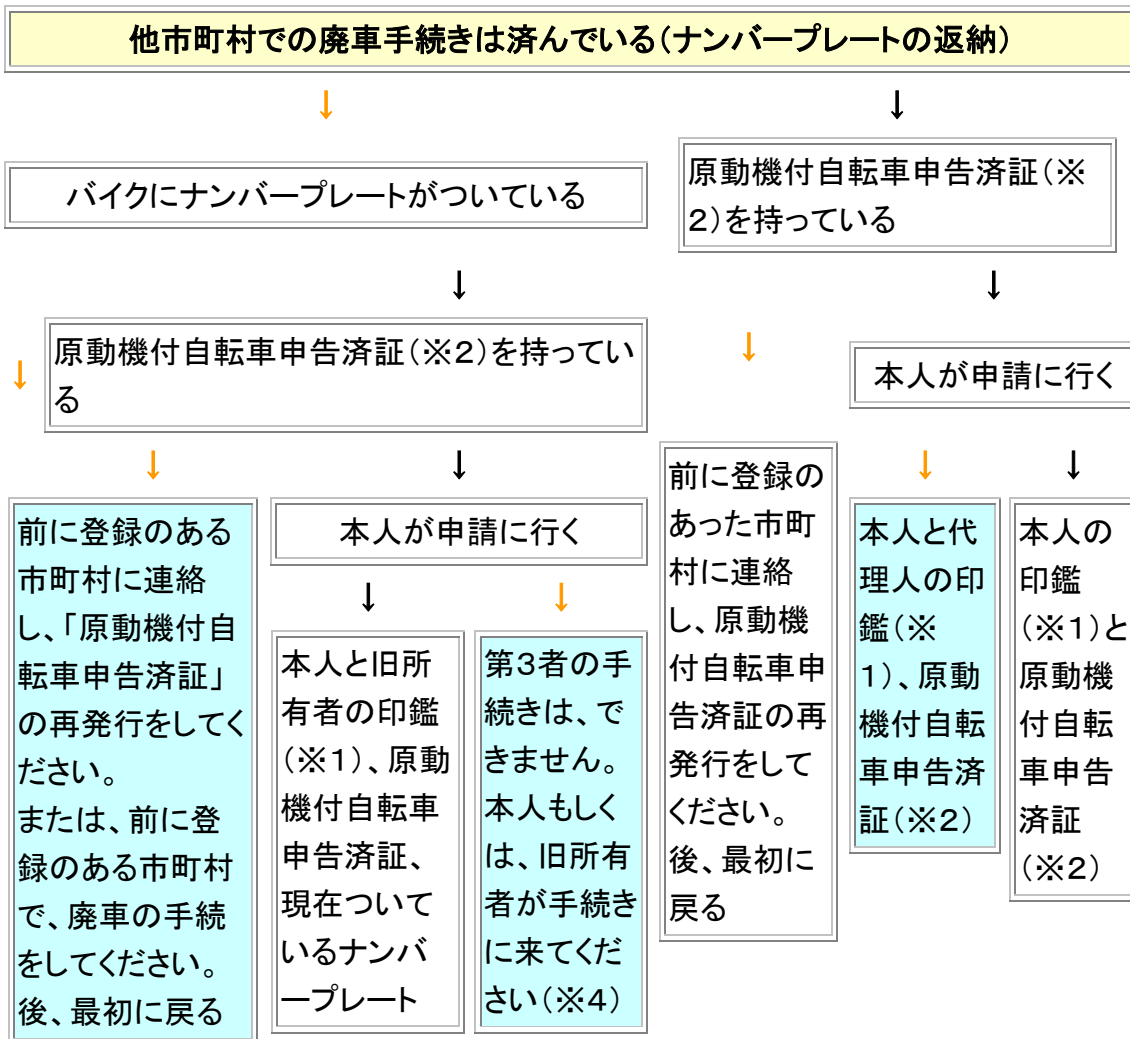 他市町村での廃車手続きは済んでいる(ナンバープレートの返納)
↓
↓
バイクにナンバープレートがついている
原動機付自転車申告済証(※
2)を持っている
↓
↓
↓
原動機付自転車申告済証(※2)を持ってい
る
↓
本人が申請に行く
↓
↓
前に登録のある
市町村に連絡
し、「原動機付自
転車申告済証」
の再発行をしてく
ださい。
または、前に登
録のある市町村
で、廃車の手続
をしてください。
後、最初に戻る
本人が申請に行く
↓
↓
本人と旧所
有者の印鑑
(※1)、原動
機付自転車
申告済証、
現在ついて
いるナンバ
ープレート
第3者の手
続きは、で
きません。
本人もしく
は、旧所有
者が手続き
に来てくだ
さい(※4)
前に登録の
あった市町
村に連絡
し、原動機
付自転車申
告済証の再
発行をして
ください。
後、最初に
戻る
↓
↓
本人と代
理人の印
鑑(※
1)、原動
機付自転
車申告済
証(※2)
本人の
印鑑
(※1)と
原動機
付自転
車申告
済証
(※2)